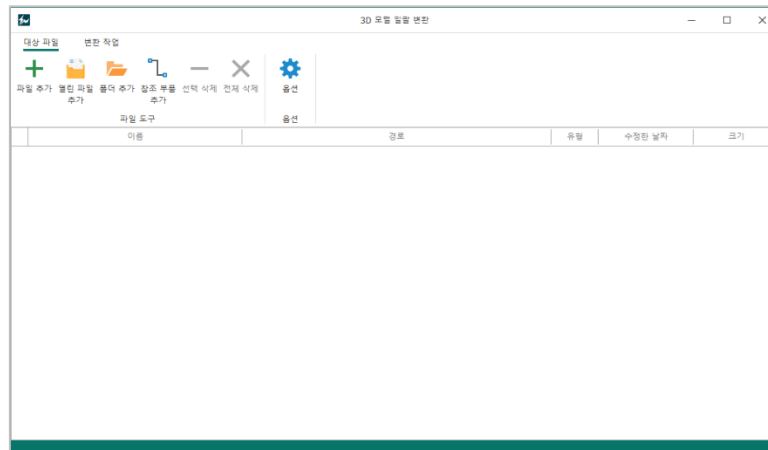 3D 모델 일괄 변환
대상 파일 변환 작업
파일 추가 열린 파일 추가 폴더 추가 참조 부품 추가 선택 삭제 전체 삭제 옵션
파일 도구 옵션
이름 경로 유형 수정한 날짜 크기